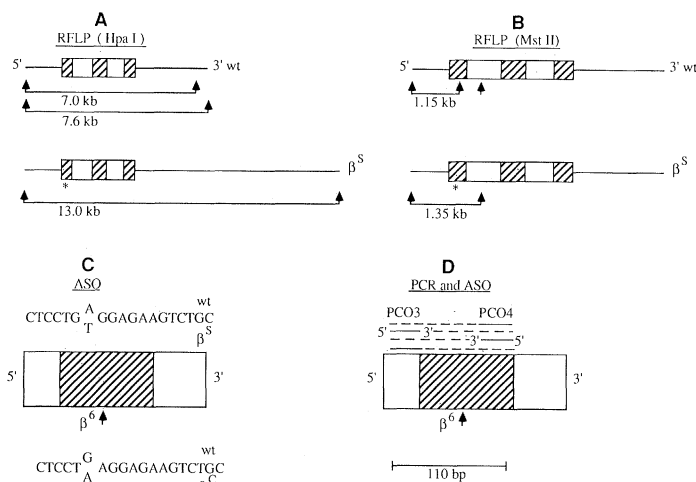 A
RFLP ( Hpa I )
5' 3' wt
7.0 kb
7.6 kb
β S
*
13.0 kb
B
RFLP (Mst II)
5' 3' wt
1.15 kb
β S
*
1.35 kb
C
ASO
wt
A
CTCCTG GGAGAAGTCTGC
T
β S
5' 3'
β 6
wt
G
CTCCT AGGAGAAGTCTGC
A
C
D
PCR and ASO
PCO3 PCO4
5' 3'
3' 5'
5' 3'
β 6
110 bp